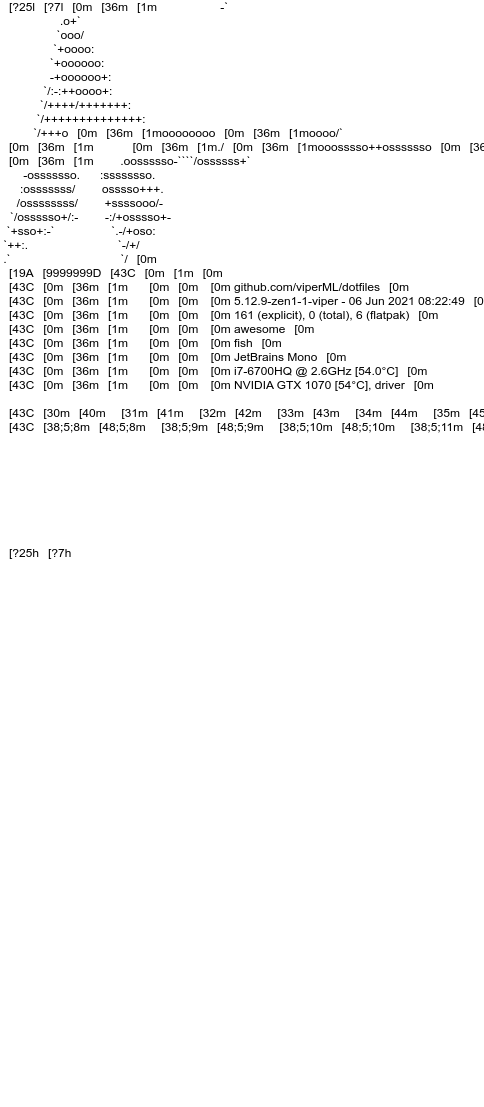 [?25l [?7l [0m [36m [1m -`
.o+`
`ooo/
`+oooo:
`+oooooo:
-+oooooo+:
`/:-:++oooo+:
`/++++/+++++++:
`/++++++++++++++:
`/+++o [0m [36m [1moooooooo [0m [36m [1moooo/`
[0m [36m [1m [0m [36m [1m./ [0m [36m [1mooosssso++osssssso [0m [36
[0m [36m [1m .oossssso-````/ossssss+`
-osssssso. :ssssssso.
:osssssss/ osssso+++.
/ossssssss/ +ssssooo/-
`/ossssso+/:- -:/+osssso+-
`+sso+:-` `.-/+oso:
`++:. `-/+/
.` `/ [0m
[19A [9999999D [43C [0m [1m [0m
[43C [0m [36m [1m [0m [0m [0m github.com/viperML/dotfiles [0m
[43C [0m [36m [1m [0m [0m [0m 5.12.9-zen1-1-viper - 06 Jun 2021 08:22:49 [0
[43C [0m [36m [1m [0m [0m [0m 161 (explicit), 0 (total), 6 (flatpak) [0m
[43C [0m [36m [1m [0m [0m [0m awesome [0m
[43C [0m [36m [1m [0m [0m [0m fish [0m
[43C [0m [36m [1m [0m [0m [0m JetBrains Mono [0m
[43C [0m [36m [1m [0m [0m [0m i7-6700HQ @ 2.6GHz [54.0°C] [0m
[43C [0m [36m [1m [0m [0m [0m NVIDIA GTX 1070 [54°C], driver [0m
[43C [30m [40m [31m [41m [32m [42m [33m [43m [34m [44m [35m [45
[43C [38;5;8m [48;5;8m [38;5;9m [48;5;9m [38;5;10m [48;5;10m [38;5;11m [48
[?25h [?7h